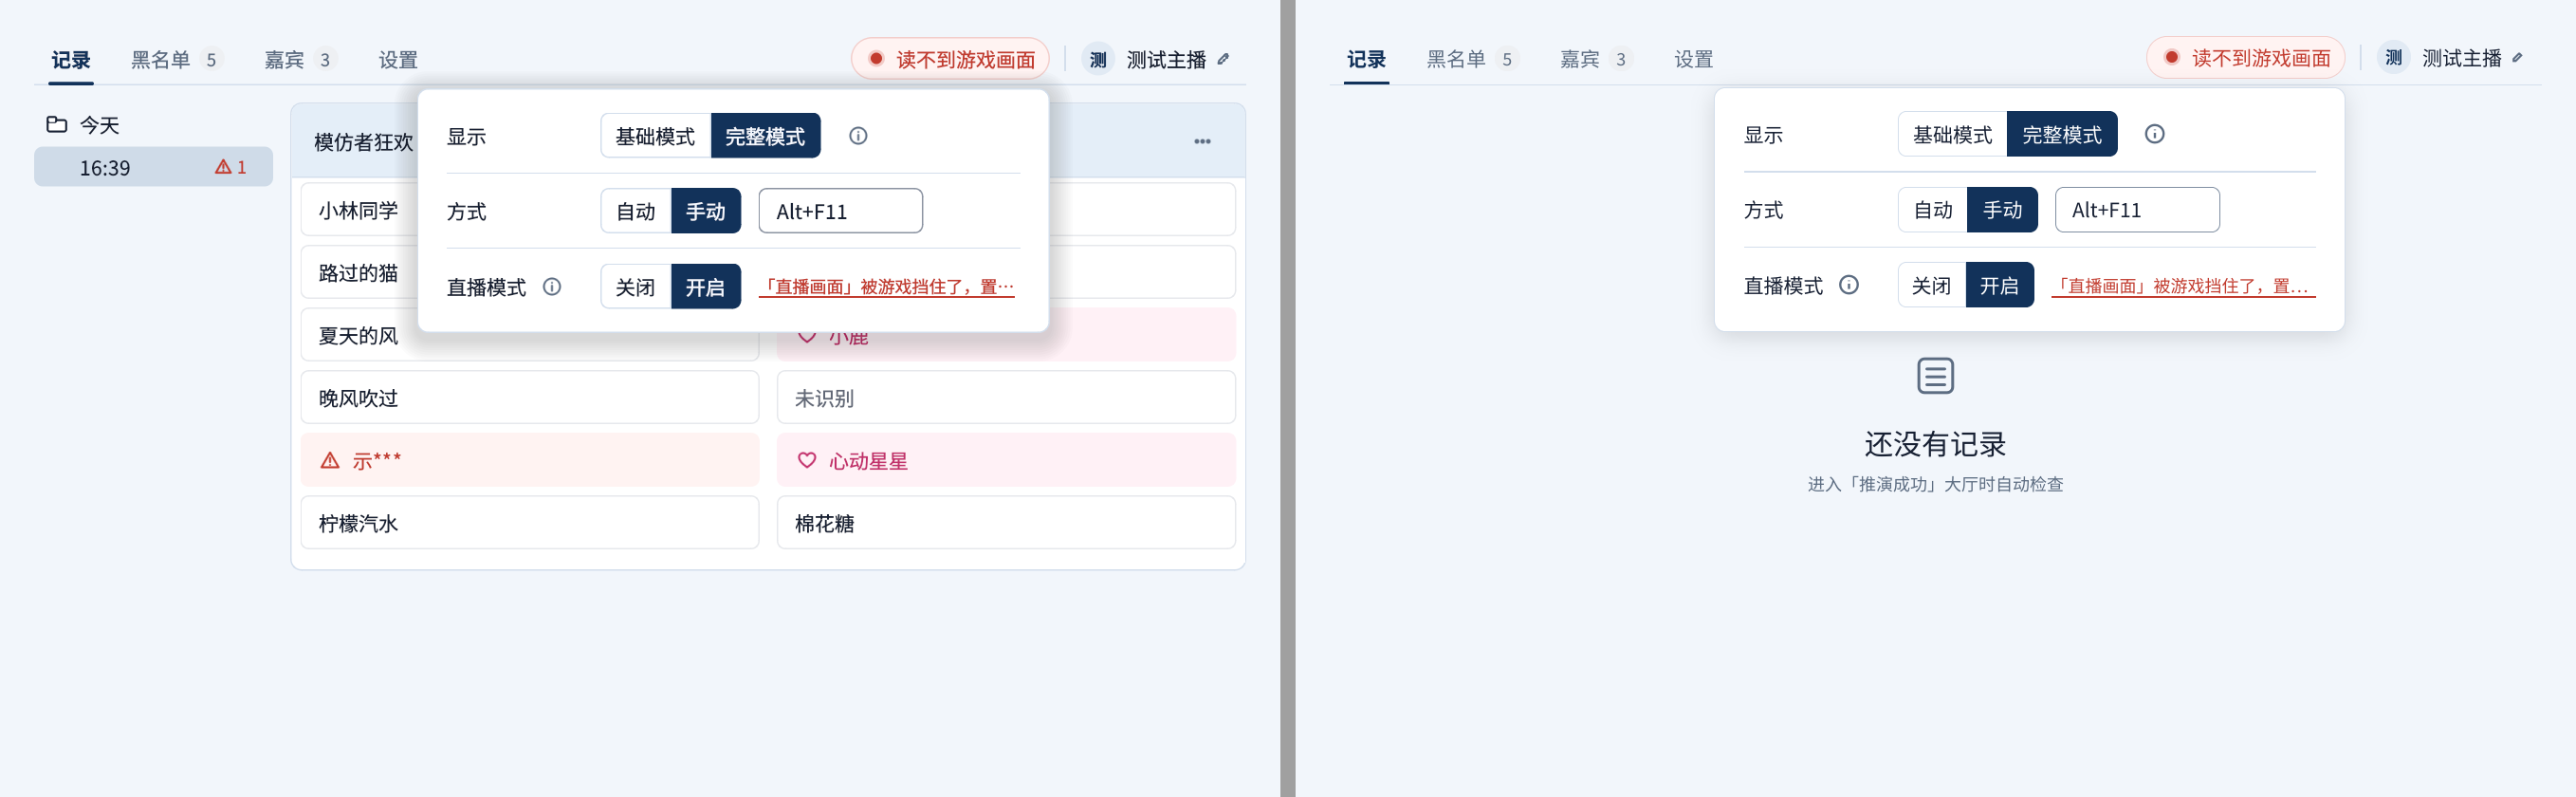 记录 黑名单 5 嘉宾 3 设置 读不到游戏画面 测 测试主播
今天
16:39 1
模仿者狂欢 •••
显示 基础模式 完整模式
方式 自动 手动 Alt+F11
直播模式 关闭 开启 「直播画面」被游戏挡住了，置…
小林同学
路过的猫
夏天的风 小鹿
晚风吹过 未识别
示*** 心动星星
柠檬汽水 棉花糖
记录 黑名单 5 嘉宾 3 设置 读不到游戏画面 测 测试主播
显示 基础模式 完整模式
方式 自动 手动 Alt+F11
直播模式 关闭 开启 「直播画面」被游戏挡住了，置...
还没有记录
进入「推演成功」大厅时自动检查